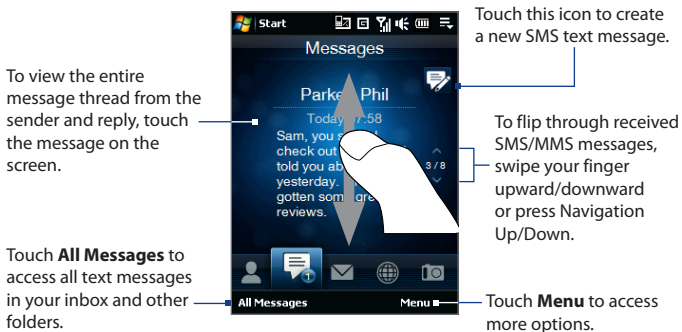 Start
Messages
Phil
Today
:58
Sam, you
check out
told you
yesterday.
gotten
reviews.
3 / 8
1
All Messages
Menu
Touch this icon to create
a new SMS text message.
To view the entire
message thread from the
sender and reply, touch
the message on the
screen.
To flip through received
SMS/MMS messages,
swipe your finger
upward/downward
or press Navigation
Up/Down.
Touch All Messages to
access all text messages
in your inbox and other
folders.
Touch Menu to access
more options.